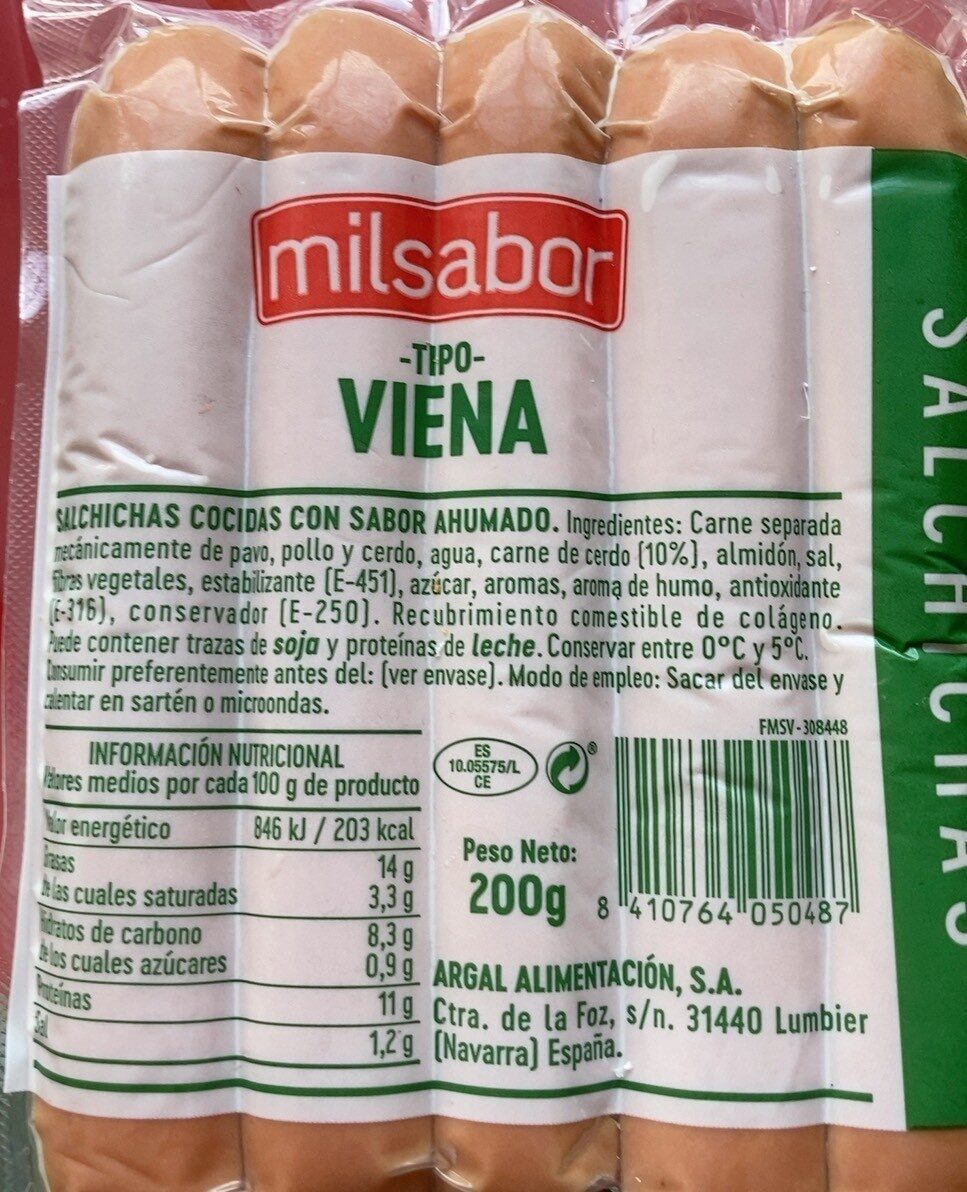 milsabor
-TIPO-
VIENA
SALCHICHAS COCIDAS CON SABOR AHUMADO. Ingredientes: Carne separada
mecánicamente de pavo, pollo y cerdo, agua, carne de cerdo (10%), almidón, sal,
fibras vegetales, estabilizante (E-451), azúcar, aromas, aroma de humo, antioxidante
(E-316), conservador (E-250). Recubrimiento comestible de colágeno.
Puede contener trazas de soja y proteínas de leche. Conservar entre 0°C y 5°C.
Consumir preferentemente antes del: (ver envase). Modo de empleo: Sacar del envase y
calentar en sartén o microondas.
INFORMACIÓN NUTRICIONAL
Valores medios por cada 100 g de producto
Valor energético 846 kJ / 203 kcal
Grasas 14 g
de las cuales saturadas 3,3 g
Hidratos de carbono 8,3 g
de los cuales azúcares 0,9 g
Proteínas 11 g
Sal 1,2 g
ES
10.05575/L
CE
®
FMSV-308448
Peso Neto:
200g
8 410764 050487
ARGAL ALIMENTACIÓN, S.A.
Ctra. de la Foz, s/n. 31440 Lumbier
(Navarra) España.
SALCHICHAS